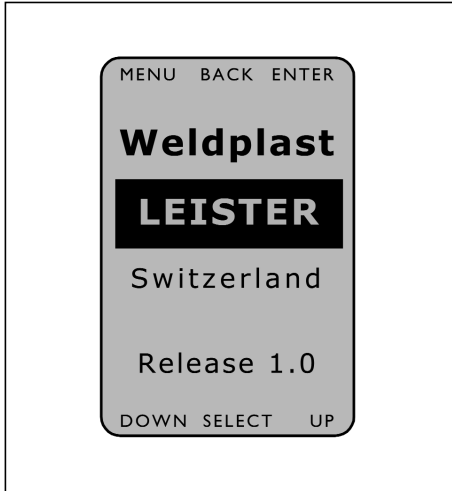 MENU BACK ENTER
Weldplast
LEISTER
Switzerland
Release 1.0
DOWN SELECT UP